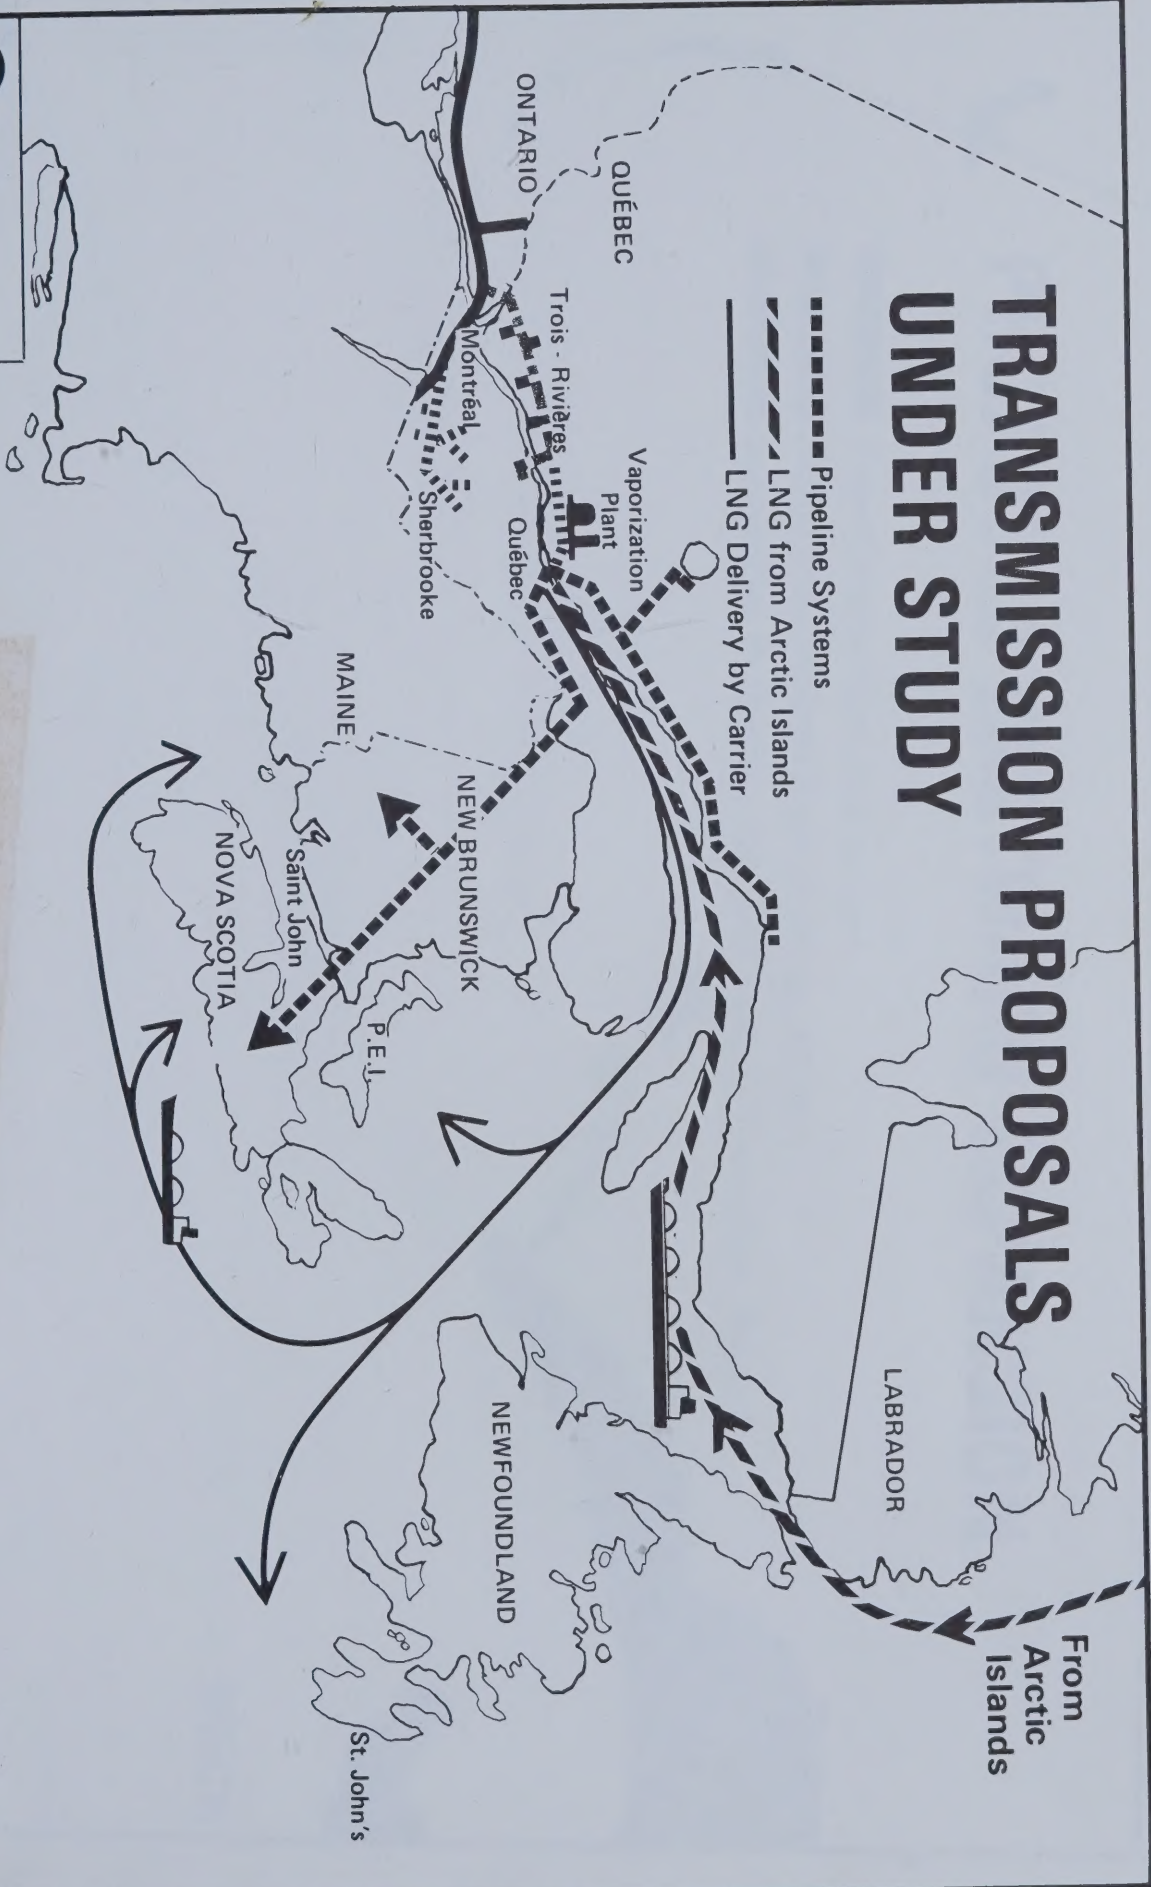 TRANSMISSION PROPOSALS
UNDER STUDY
Pipeline Systems
LNG from Arctic Islands
LNG Delivery by Carrier
From
Arctic
Islands
LABRADOR
QUÉBEC
ONTARIO
Vaporization
Plant
Trois - Rivières
Montréal
Québec
Sherbrooke
MAINE
NEW BRUNSWICK
P.E.I.
Saint John
NOVA SCOTIA
NEWFOUNDLAND
St. John's